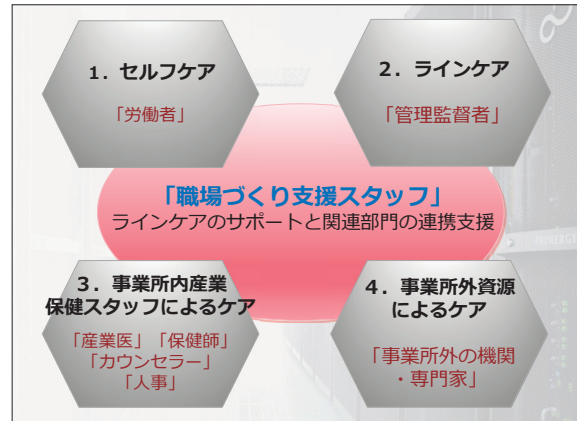 1．セルフケア
「労働者」
2．ラインケア
「管理監督者」
「職場づくり支援スタッフ」
ラインケアのサポートと関連部門の連携支援
3．事業所内産業
保健スタッフによるケア
「産業医」「保健師」
「カウンセラー」
「人事」
4．事業所外資源
によるケア
「事業所外の機関
・専門家」